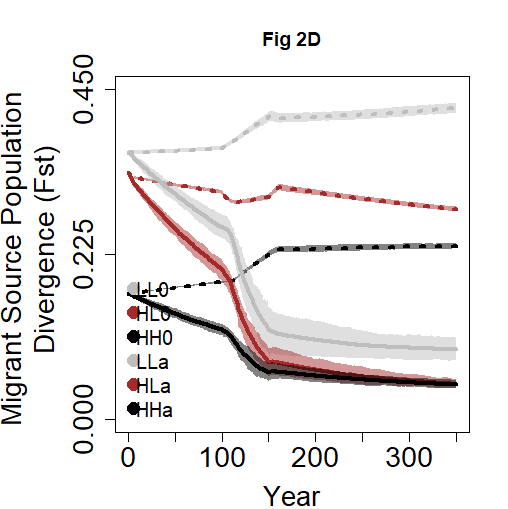 Fig 2D
Migrant Source Population
Divergence (Fst)
0.450
0.225
0.000
LL0
HL0
HH0
LLa
HLa
HHa
0 100 200 300
Year